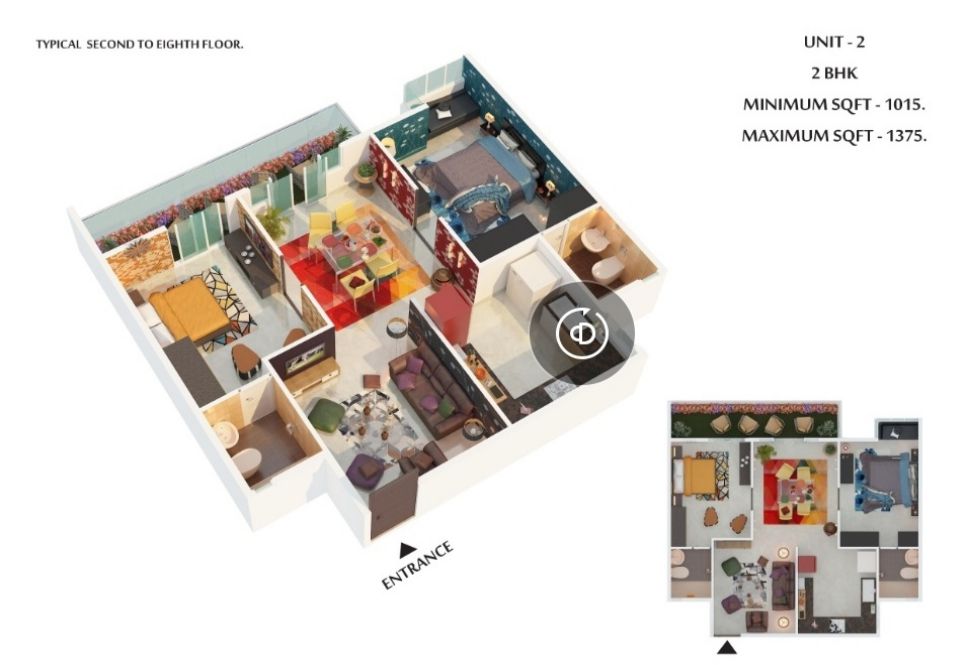 TYPICAL SECOND TO EIGHTH FLOOR.
UNIT - 2
2 BHK
MINIMUM SQFT - 1015.
MAXIMUM SQFT - 1375.
ENTRANCE